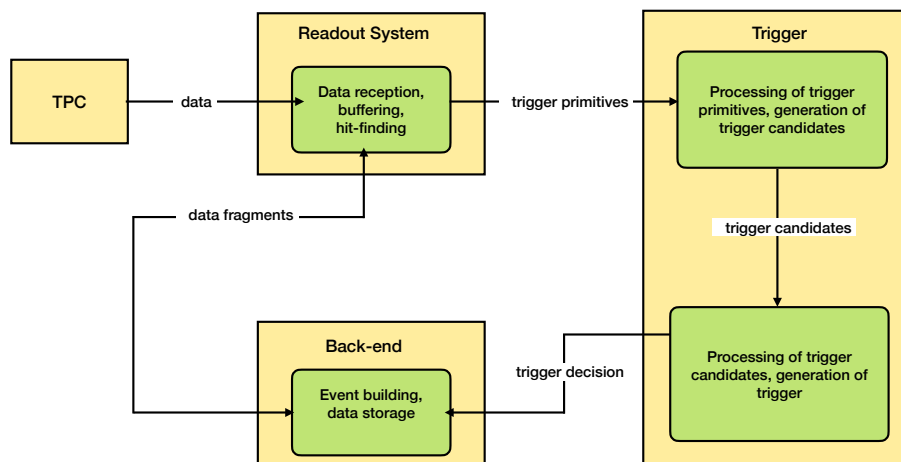 Readout System
Trigger
TPC
data
Data reception,
buffering,
hit-finding
trigger primitives
Processing of trigger
primitives, generation of
trigger candidates
data fragments
trigger candidates
Back-end
Event building,
data storage
trigger decision
Processing of trigger
candidates, generation of
trigger